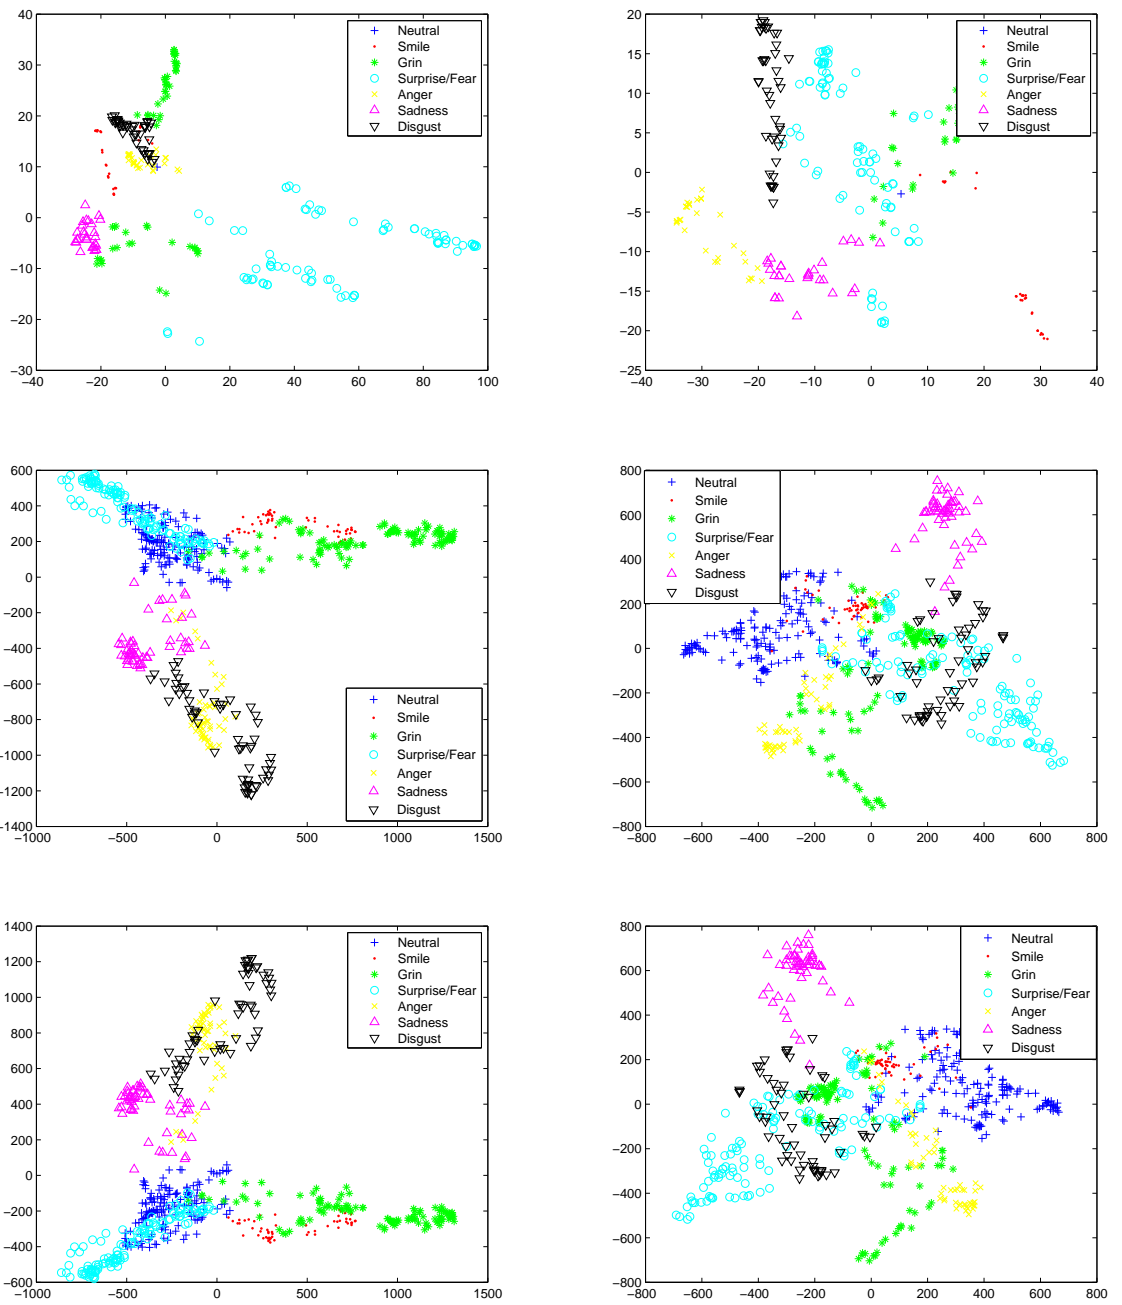 40
30
20
10
0
−10
−20
−30
−40 −20 0 20 40 60 80 100
Neutral
Smile
Grin
Surprise/Fear
Anger
Sadness
Disgust
20
15
10
5
0
−5
−10
−15
−20
−25
−40 −30 −20 −10 0 10 20 30 40
Neutral
Smile
Grin
Surprise/Fear
Anger
Sadness
Disgust
600
400
200
0
−200
−400
−600
−800
−1000
−1200
−1400
−1000 −500 0 500 1000 1500
Neutral
Smile
Grin
Surprise/Fear
Anger
Sadness
Disgust
800
600
400
200
0
−200
−400
−600
−800
−800 −600 −400 −200 0 200 400 600 800
Neutral
Smile
Grin
Surprise/Fear
Anger
Sadness
Disgust
1400
1200
1000
800
600
400
200
0
−200
−400
−600
−1000 −500 0 500 1000 1500
Neutral
Smile
Grin
Surprise/Fear
Anger
Sadness
Disgust
800
600
400
200
0
−200
−400
−600
−800
−800 −600 −400 −200 0 200 400 600 800
Neutral
Smile
Grin
Surprise/Fear
Anger
Sadness
Disgust